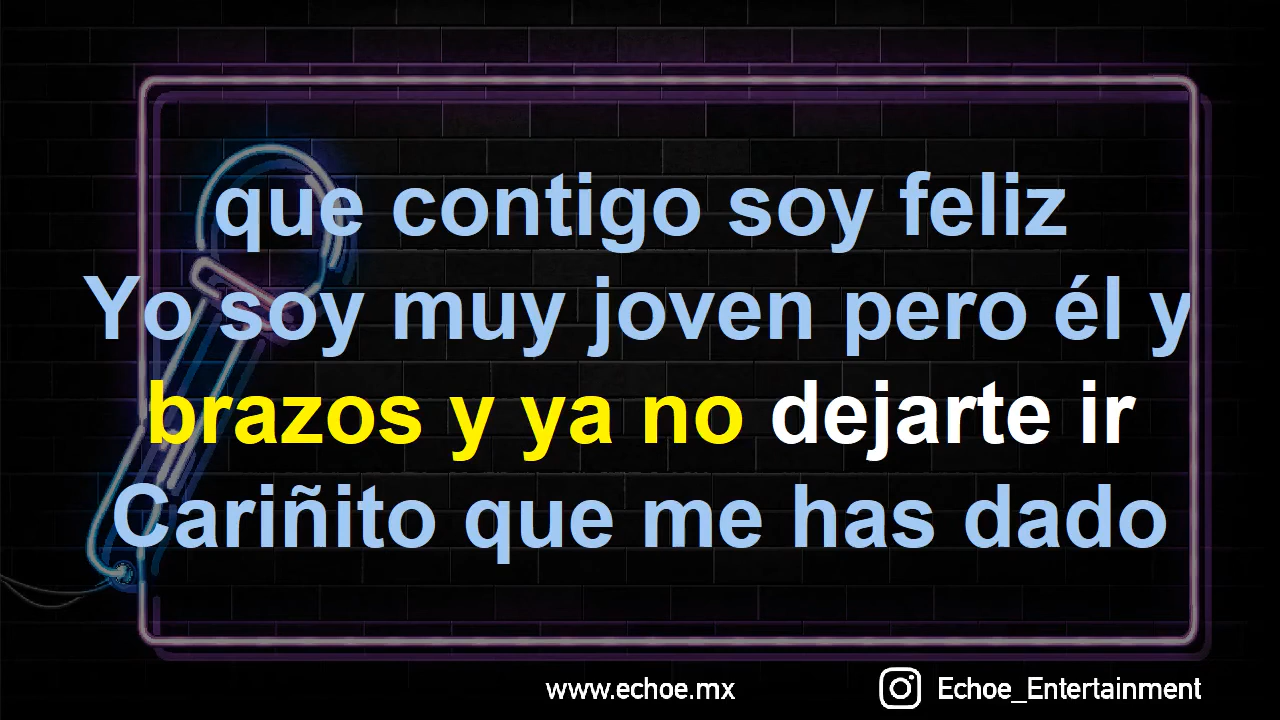 que contigo soy feliz
Yo soy muy joven pero él y
brazos y ya no dejarte ir
Cariñito que me has dado
www.echoe.mx
Echoe_Entertainment